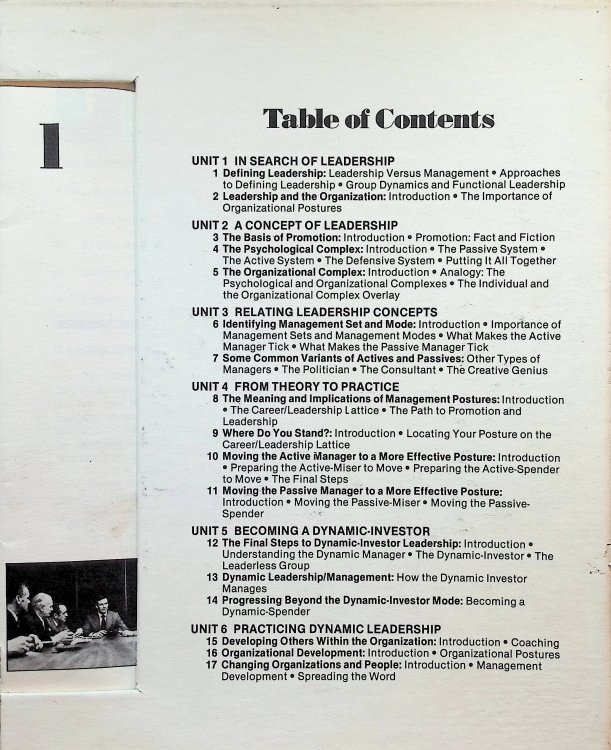 1
Table of Contents
UNIT 1 IN SEARCH OF LEADERSHIP
1 Defining Leadership: Leadership Versus Management • Approaches
to Defining Leadership • Group Dynamics and Functional Leadership
2 Leadership and the Organization: Introduction • The Importance of
Organizational Postures
UNIT 2 A CONCEPT OF LEADERSHIP
3 The Basis of Promotion: Introduction • Promotion: Fact and Fiction
4 The Psychological Complex: Introduction • The Passive System •
The Active System • The Defensive System • Putting It All Together
5 The Organizational Complex: Introduction • Analogy: The
Psychological and Organizational Complexes • The Individual and
the Organizational Complex Overlay
UNIT 3 RELATING LEADERSHIP CONCEPTS
6 Identifying Management Set and Mode: Introduction • Importance of
Management Sets and Management Modes • What Makes the Active
Manager Tick • What Makes the Passive Manager Tick
7 Some Common Variants of Actives and Passives: Other Types of
Managers • The Politician • The Consultant • The Creative Genius
UNIT 4 FROM THEORY TO PRACTICE
8 The Meaning and Implications of Management Postures: Introduction
• The Career/Leadership Lattice • The Path to Promotion and
Leadership
9 Where Do You Stand?: Introduction • Locating Your Posture on the
Career/Leadership Lattice
10 Moving the Active Manager to a More Effective Posture: Introduction
• Preparing the Active-Miser to Move • Preparing the Active-Spender
to Move • The Final Steps
11 Moving the Passive Manager to a More Effective Posture:
Introduction • Moving the Passive-Miser • Moving the Passive-
Spender
UNIT 5 BECOMING A DYNAMIC-INVESTOR
12 The Final Steps to Dynamic-Investor Leadership: Introduction •
Understanding the Dynamic Manager • The Dynamic-Investor • The
Leaderless Group
13 Dynamic Leadership/Management: How the Dynamic Investor
Manages
14 Progressing Beyond the Dynamic-Investor Mode: Becoming a
Dynamic-Spender
UNIT 6 PRACTICING DYNAMIC LEADERSHIP
15 Developing Others Within the Organization: Introduction • Coaching
16 Organizational Development: Introduction • Organizational Postures
17 Changing Organizations and People: Introduction • Management
Development • Spreading the Word